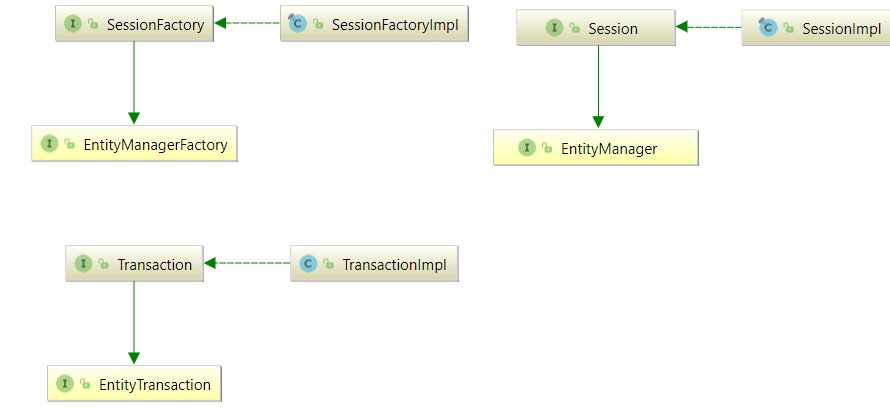 I SessionFactory
C SessionFactoryImpl
I Session
C SessionImpl
I EntityManagerFactory
I EntityManager
I Transaction
C TransactionImpl
I EntityTransaction